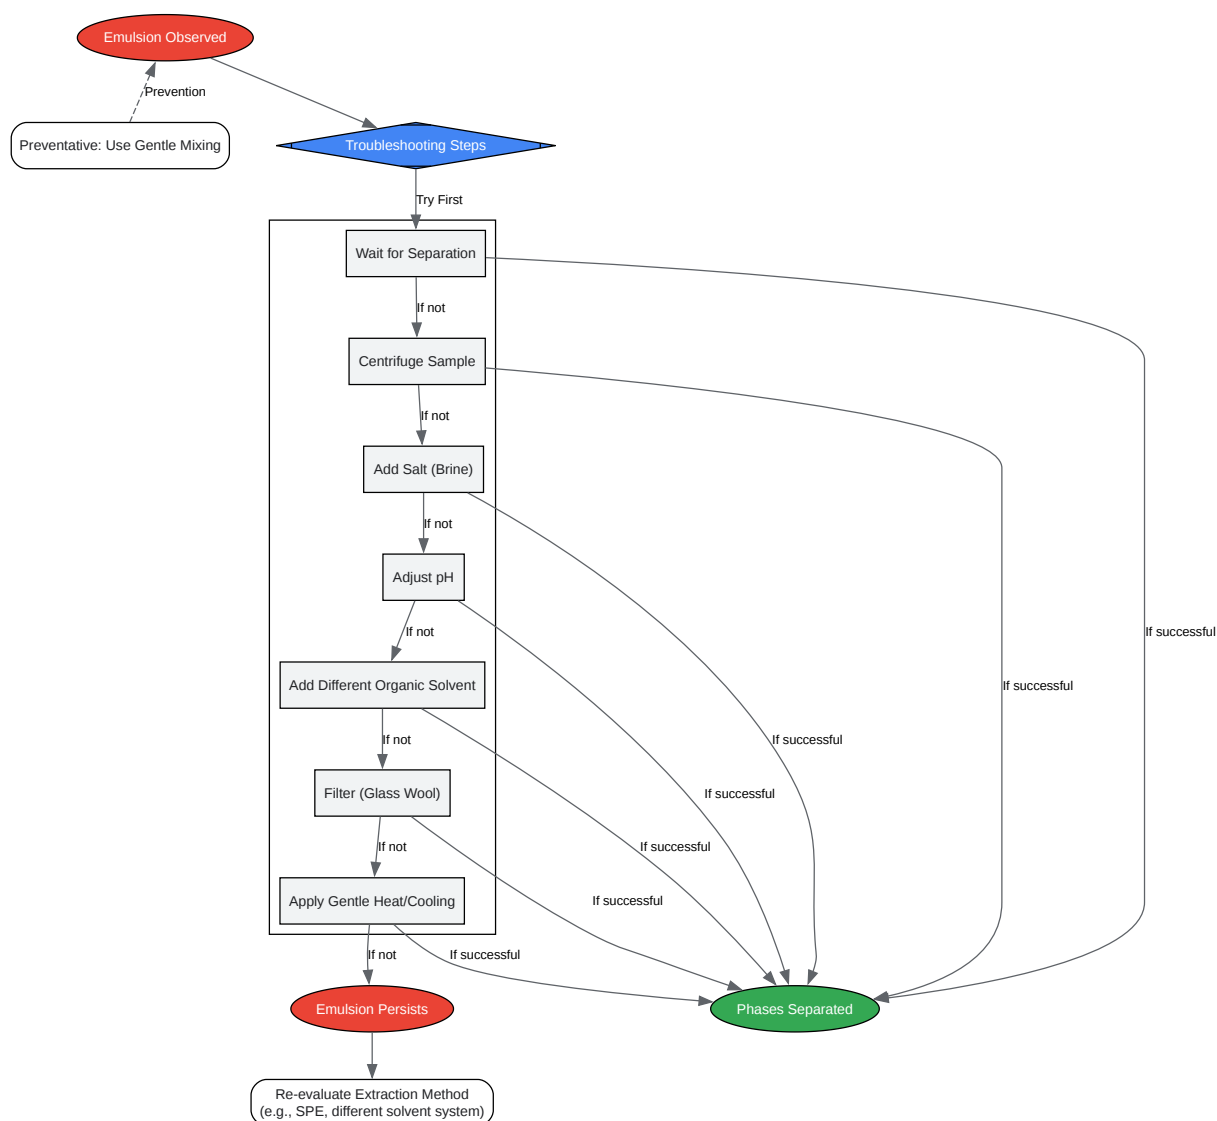 Emulsion Observed
Prevention
Preventative: Use Gentle Mixing
Troubleshooting Steps
Try First
Wait for Separation
If not
Centrifuge Sample
If not
Add Salt (Brine)
If not
Adjust pH
If not
If successful
Add Different Organic Solvent
If successful
If not
If successful
Filter (Glass Wool)
If successful
If not
If successful
Apply Gentle Heat/Cooling
If successful
If not
If successful
Emulsion Persists
Phases Separated
Re-evaluate Extraction Method
(e.g., SPE, different solvent system)